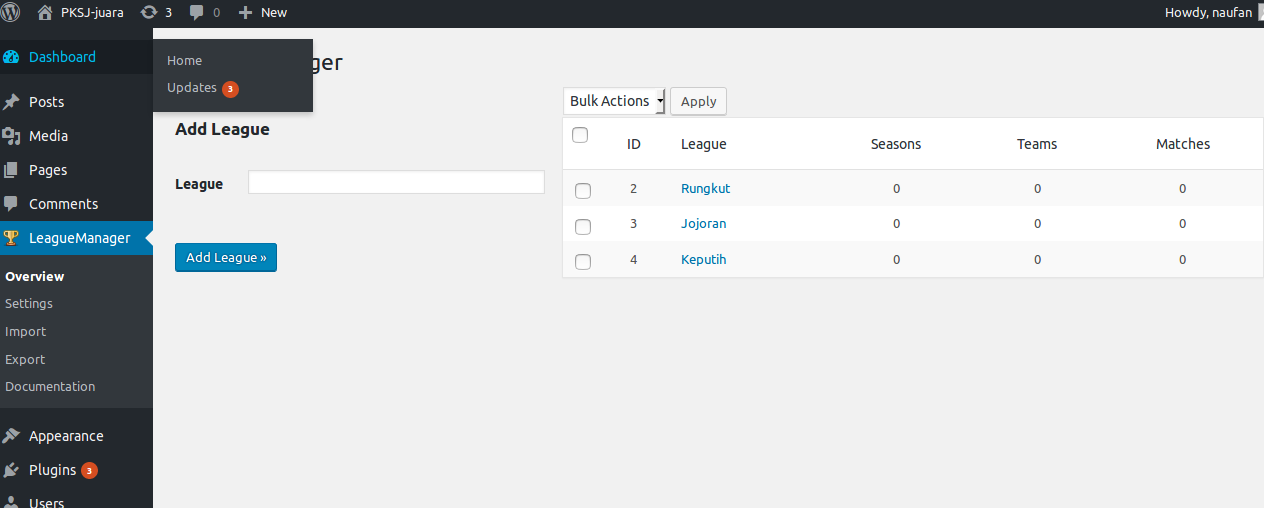 PKSJ-juara 3 0 New Howdy, naufan
Dashboard
Home
Updates 3
ger
Posts
Media
Pages
Comments
LeagueManager
Overview
Settings
Import
Export
Documentation
Appearance
Plugins 3
Users
Add League
League
Add League »
Bulk Actions Apply
ID League Seasons Teams Matches
2 Rungkut 0 0 0
3 Jojoran 0 0 0
4 Keputih 0 0 0